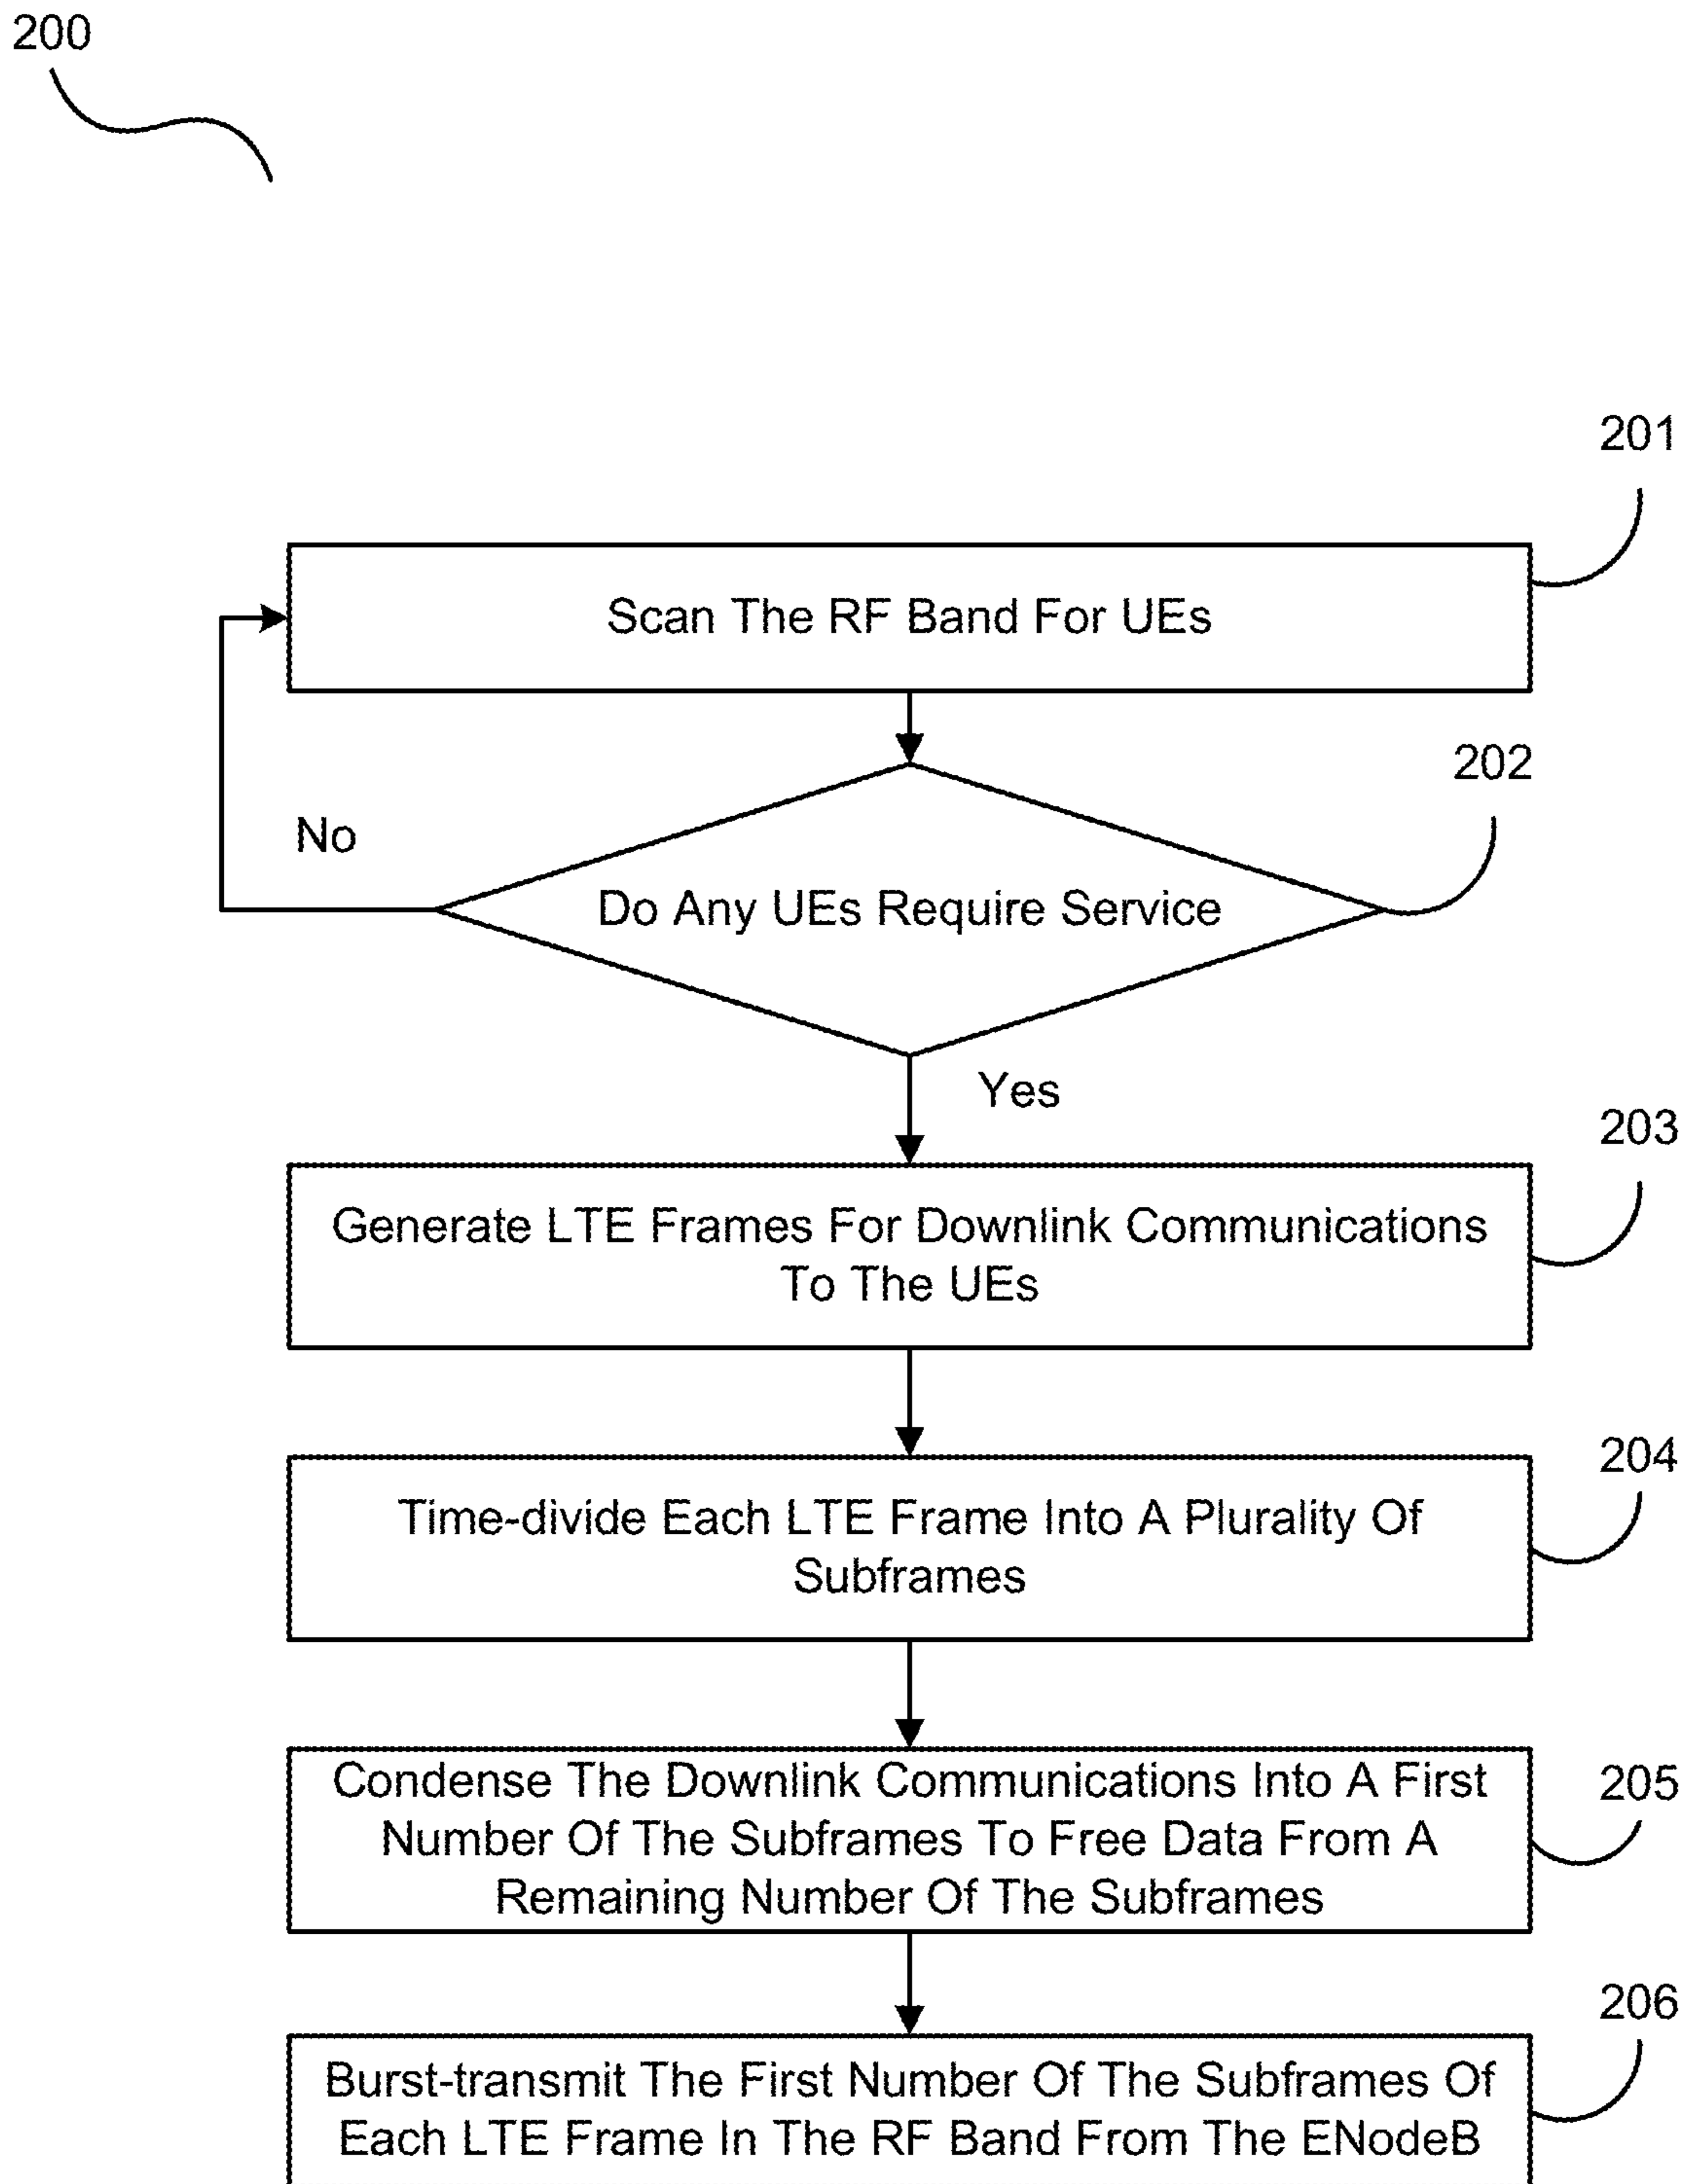 200
201
Scan The RF Band For UEs
202
No
Do Any UEs Require Service
Yes
203
Generate LTE Frames For Downlink Communications
To The UEs
204
Time-divide Each LTE Frame Into A Plurality Of
Subframes
Condense The Downlink Communications Into A First
205
Number Of The Subframes To Free Data From A
Remaining Number Of The Subframes
206
Burst-transmit The First Number Of The Subframes Of
Each LTE Frame In The RF Band From The ENodeB